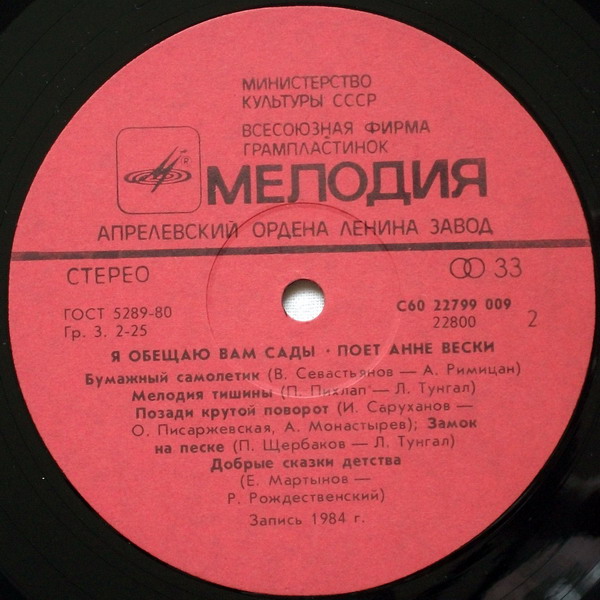 МИНИСТЕРСТВО
КУЛЬТУРЫ СССР
ВСЕСОЮЗНАЯ ФИРМА
ГРАМПЛАСТИНОК
R
МЕЛОДИЯ
АПРЕЛЕВСКИЙ ОРДЕНА ЛЕНИНА ЗАВОД
СТЕРЕО
33
ГОСТ 5289-80
Гр. 3. 2-25
С60 22799 009
22800
2
Я ОБЕЩАЮ ВАМ САДЫ · ПОЕТ АННЕ ВЕСКИ
Бумажный самолетик (В. Севастьянов — А. Римицан)
Мелодия тишины (П. Пихлап — Л. Тунгал)
Позади крутой поворот (И. Саруханов —
О. Писаржевская, А. Монастырев); Замок
на песке (П. Щербаков — Л. Тунгал)
Добрые сказки детства
(Е. Мартынов —
Р. Рождественский)
Запись 1984 г.